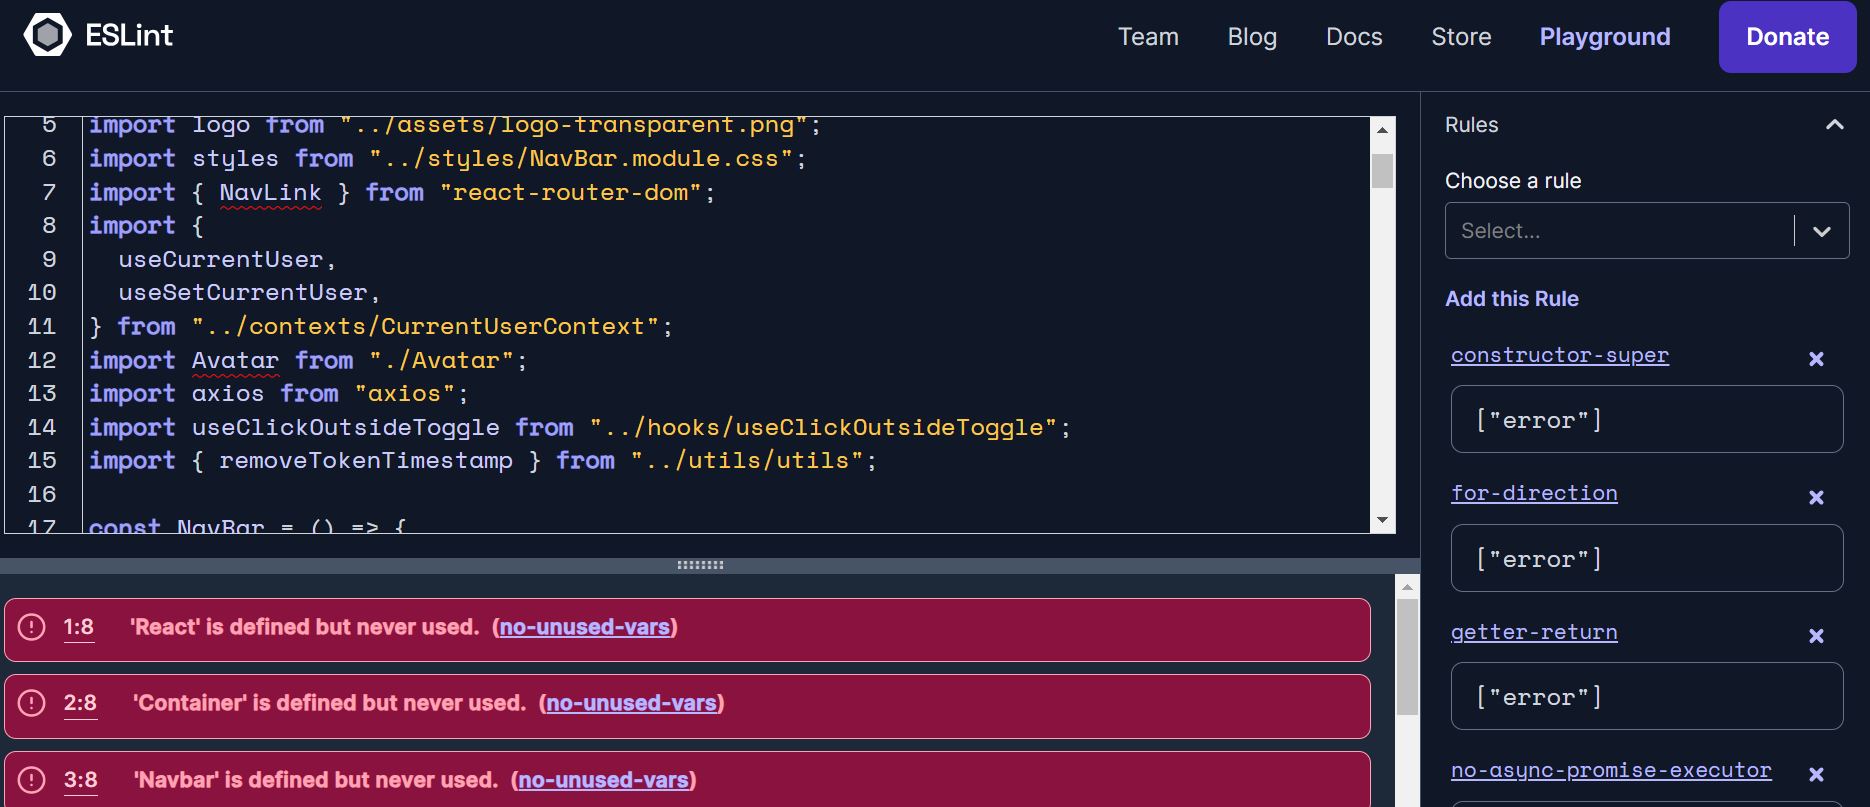 ESLint
Team Blog Docs Store Playground Donate
5 import logo from "../assets/logo-transparent.png";
6 import styles from "../styles/NavBar.module.css";
7 import { NavLink } from "react-router-dom";
8 import {
9 useCurrentUser,
10 useSetCurrentUser,
11 } from "../contexts/CurrentUserContext";
12 import Avatar from "./Avatar";
13 import axios from "axios";
14 import useClickOutsideToggle from "../hooks/useClickOutsideToggle";
15 import { removeTokenTimestamp } from "../utils/utils";
16
17 const NavBar = () => {
1:8 'React' is defined but never used. (no-unused-vars)
2:8 'Container' is defined but never used. (no-unused-vars)
3:8 'Navbar' is defined but never used. (no-unused-vars)
Rules
Choose a rule
Select...
Add this Rule
constructor-super
["error"]
for-direction
["error"]
getter-return
["error"]
no-async-promise-executor